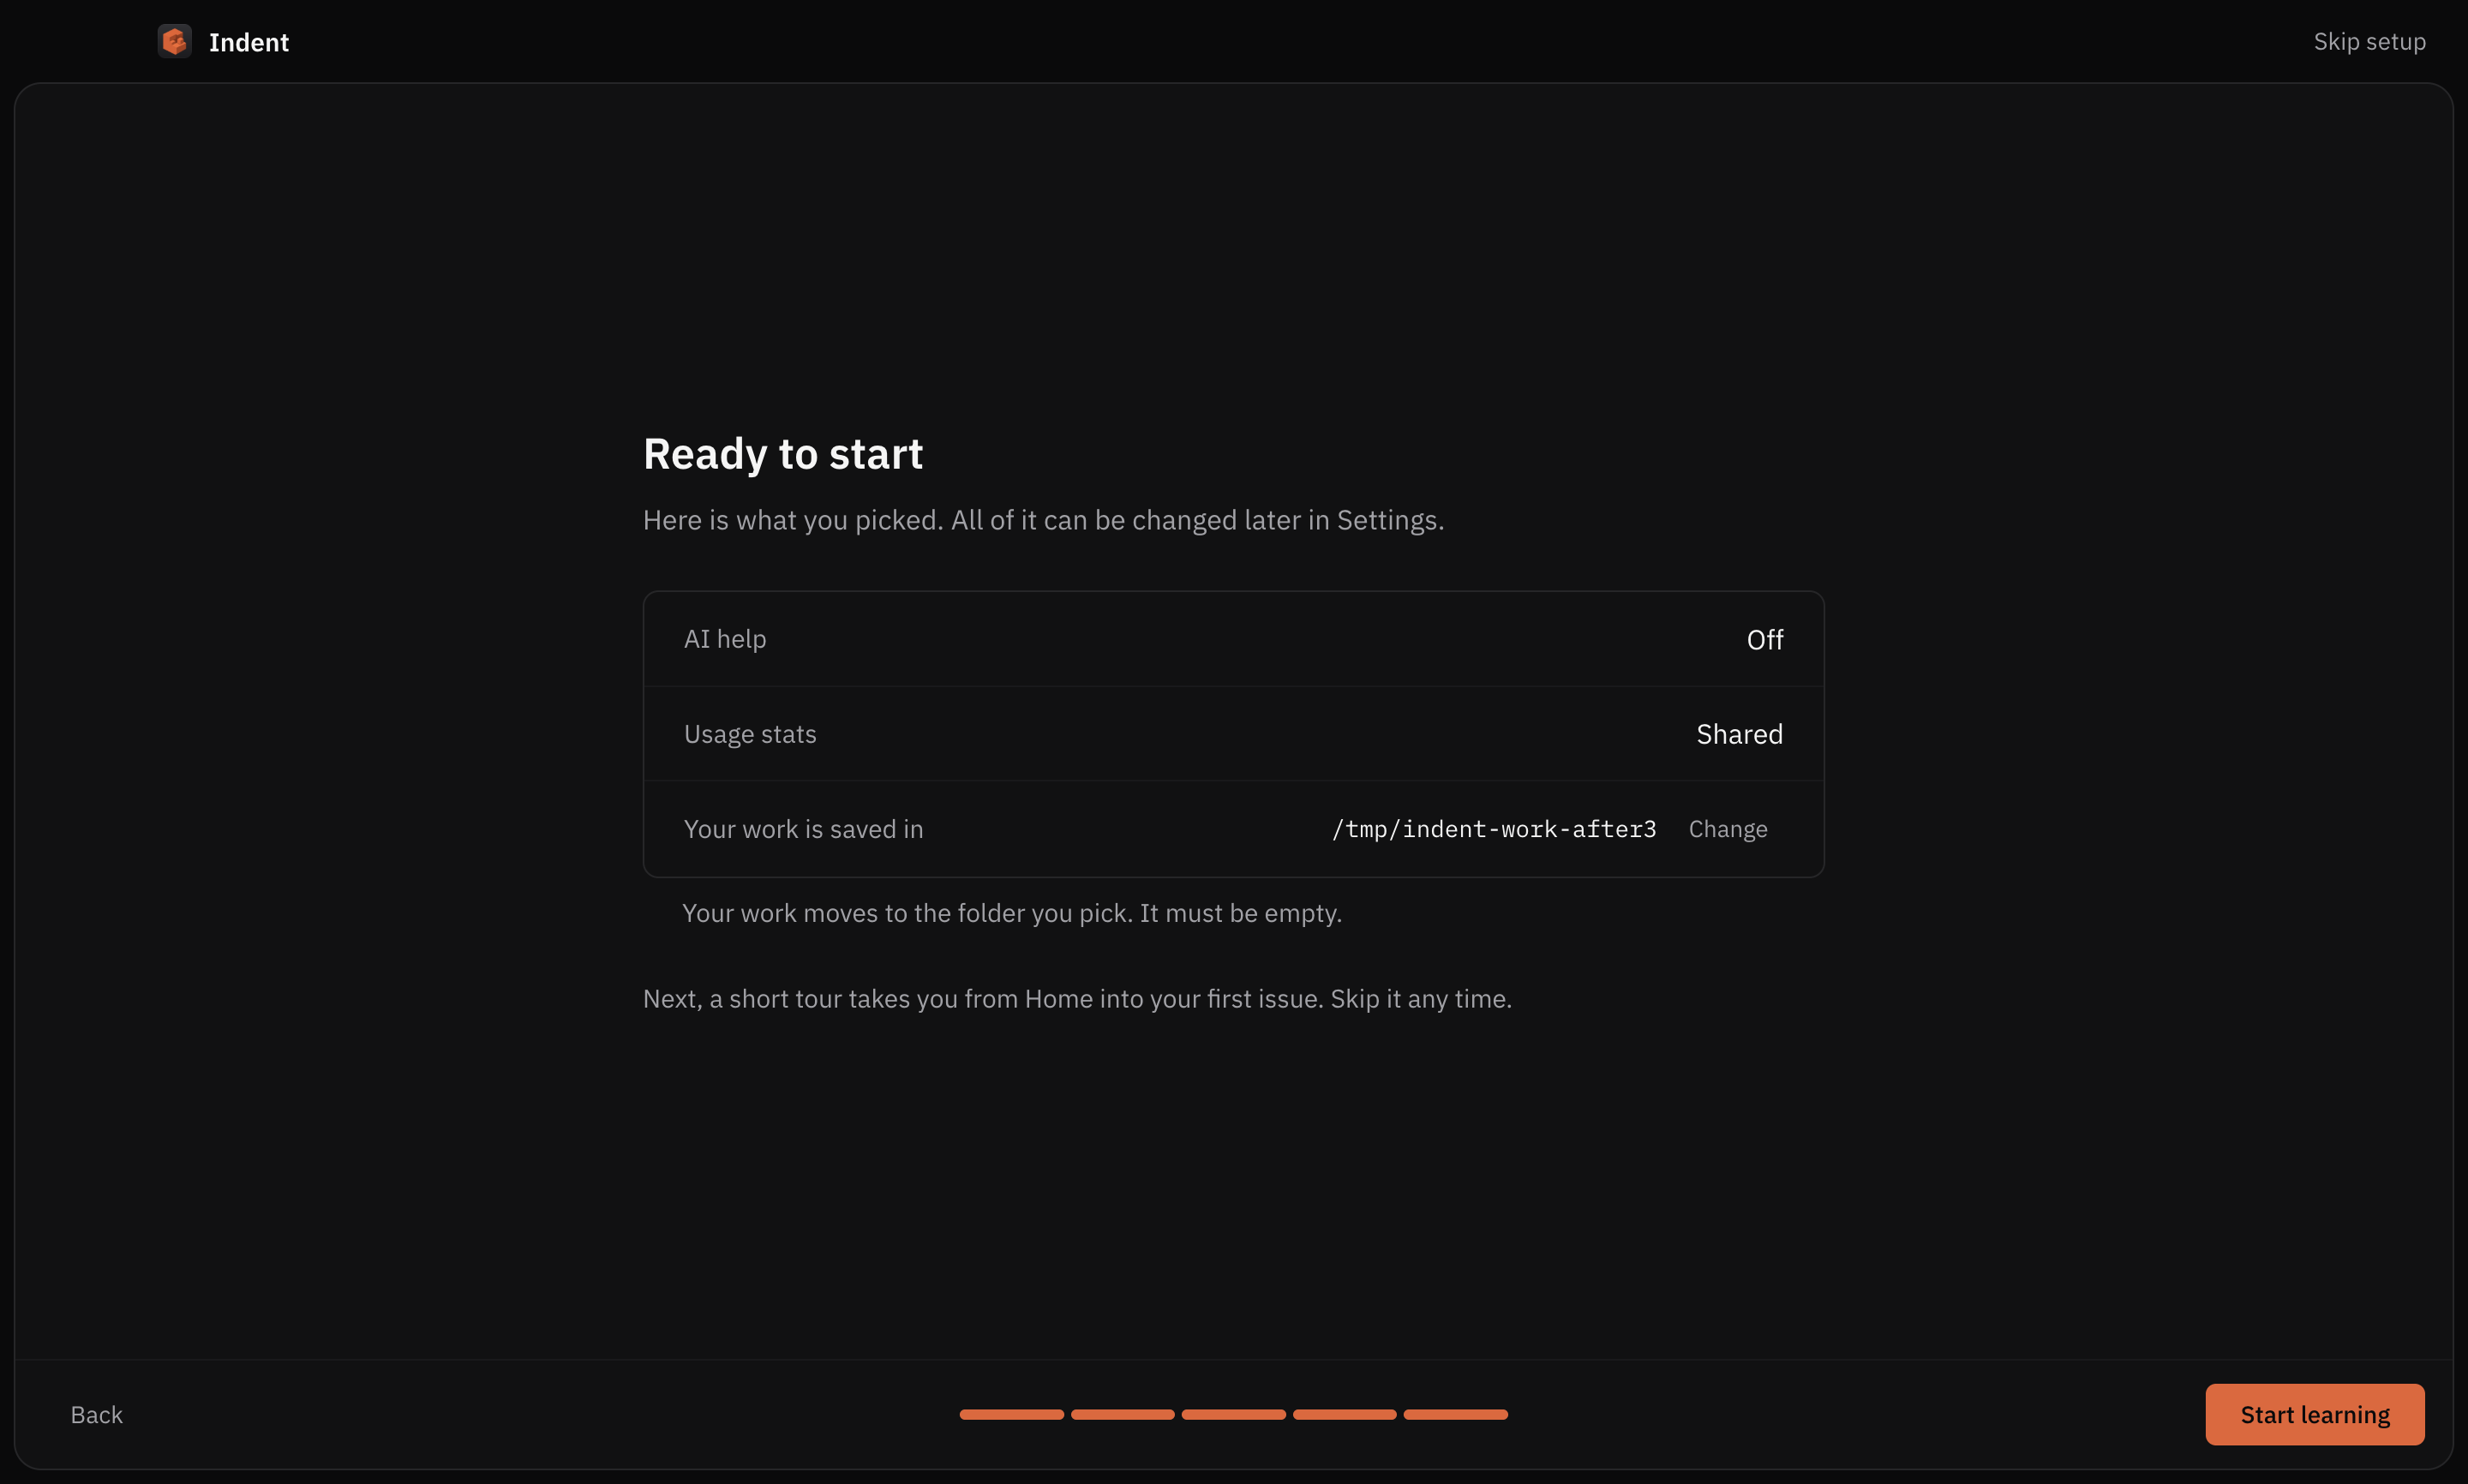 Indent
Skip setup
Ready to start
Here is what you picked. All of it can be changed later in Settings.
AI help
Off
Usage stats
Shared
Your work is saved in
/tmp/indent-work-after3
Change
Your work moves to the folder you pick. It must be empty.
Next, a short tour takes you from Home into your first issue. Skip it any time.
Back
Start learning